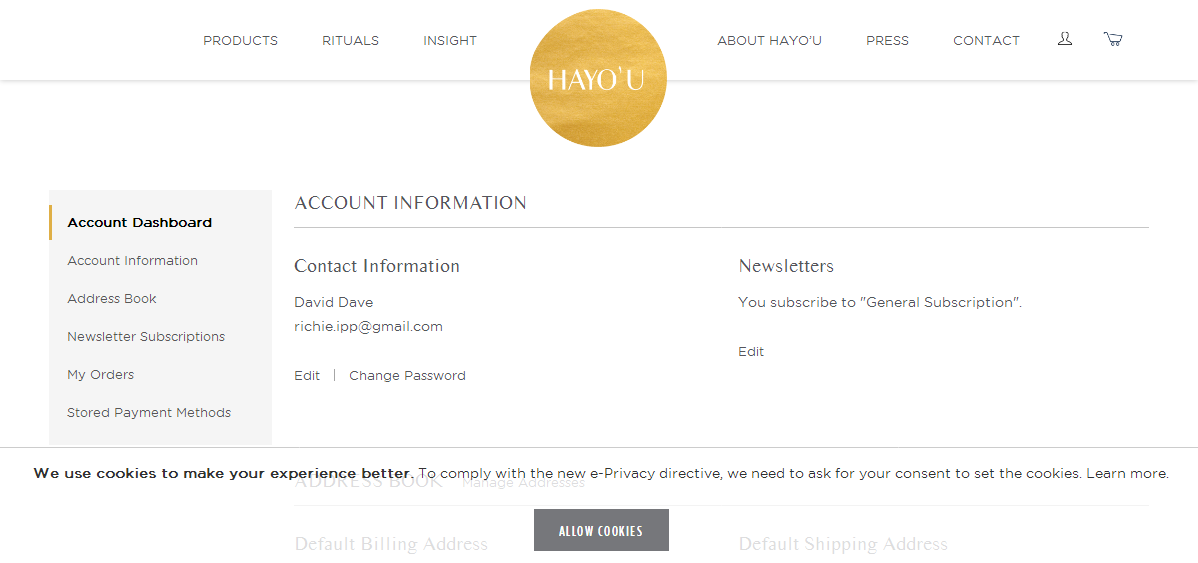 PRODUCTS RITUALS INSIGHT HAYO'U ABOUT HAYO'U PRESS CONTACT
Account Dashboard
Account Information
Address Book
Newsletter Subscriptions
My Orders
Stored Payment Methods
ACCOUNT INFORMATION
Contact Information
David Dave
richie.ipp@gmail.com
Edit | Change Password
Newsletters
You subscribe to "General Subscription".
Edit
We use cookies to make your experience better. To comply with the new e-Privacy directive, we need to ask for your consent to set the cookies. Learn more.
ADDRESS BOOK Manage Addresses
ALLOW COOKIES
Default Billing Address
Default Shipping Address